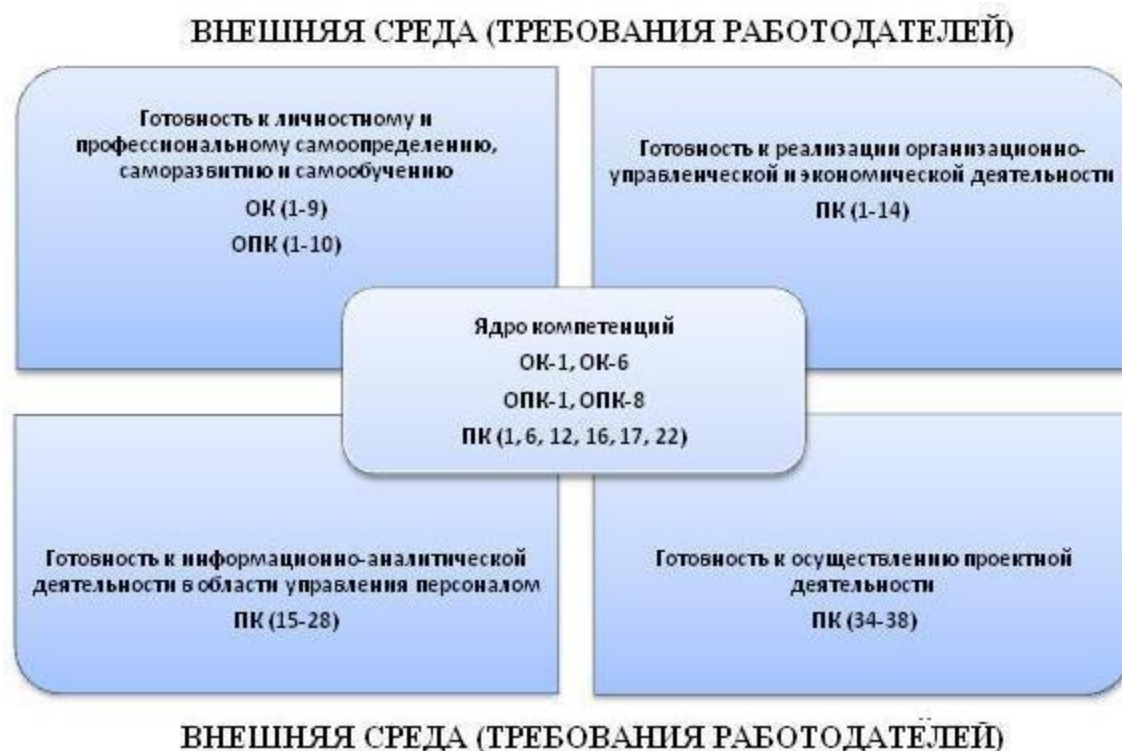 ВНЕШНЯЯ СРЕДА (ТРЕБОВАНИЯ РАБОТОДАТЕЛЕЙ)
Готовность к личностному и
профессиональному самоопределению,
саморазвитию и самообучению
ОК (1-9)
ОПК (1-10)
Готовность к реализации организационно-
управленческой и экономической деятельности
ПК (1-14)
Ядро компетенций
ОК-1, ОК-6
ОПК-1, ОПК-8
ПК (1, 6, 12, 16, 17, 22)
Готовность к информационно-аналитической
деятельности в области управления персоналом
ПК (15-28)
Готовность к осуществлению проектной
деятельности
ПК (34-38)
ВНЕШНЯЯ СРЕДА (ТРЕБОВАНИЯ РАБОТОДАТЕЛЕЙ)